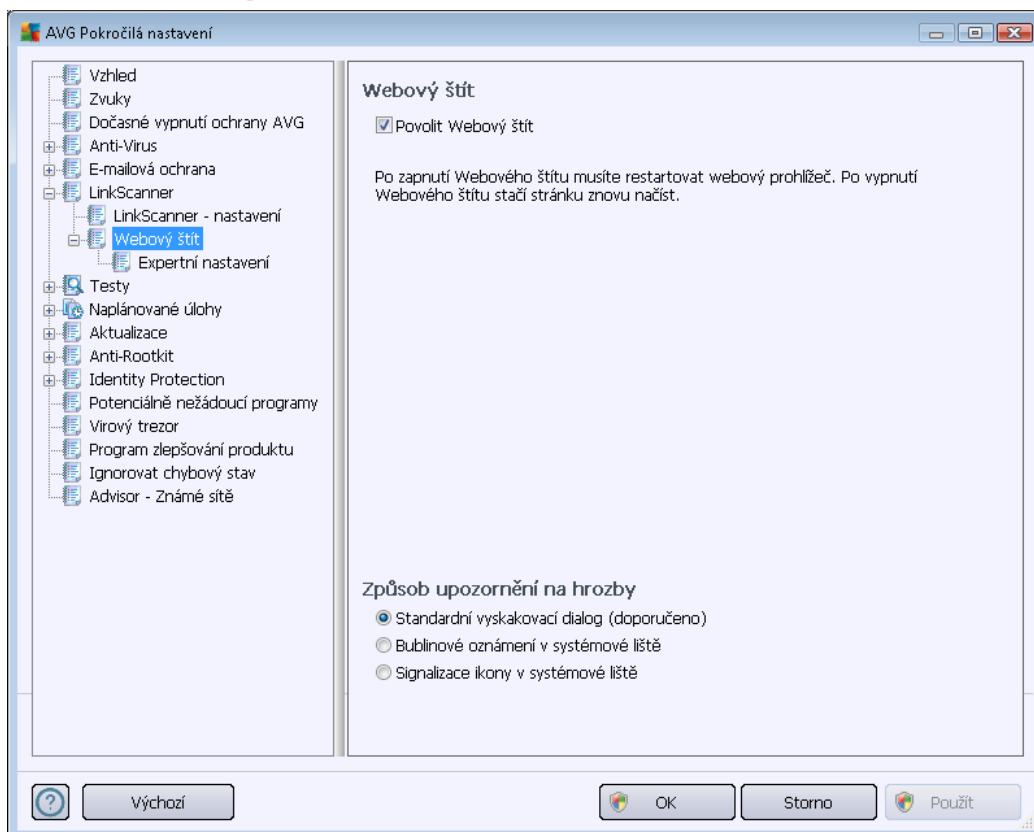 AVG Pokročilá nastavení
Vzhled
Zvuky
Dočasné vypnutí ochrany AVG
Anti-Virus
E-mailová ochrana
LinkScanner
LinkScanner - nastavení
Webový štít
Expertní nastavení
Testy
Naplánované úlohy
Aktualizace
Anti-Rootkit
Identity Protection
Potenciálně nežádoucí programy
Virový trezor
Program zlepšování produktu
Ignorovat chybový stav
Advisor - Známé sítě
Webový štít
Povolit Webový štít
Po zapnutí Webového štítu musíte restartovat webový prohlížeč. Po vypnutí
Webového štítu stačí stránku znovu načíst.
Způsob upozornění na hrozby
Standardní vyskakovací dialog (doporučeno)
Bublinové oznámení v systémové liště
Signalizace ikony v systémové liště
Výchozí
OK
Storno
Použít